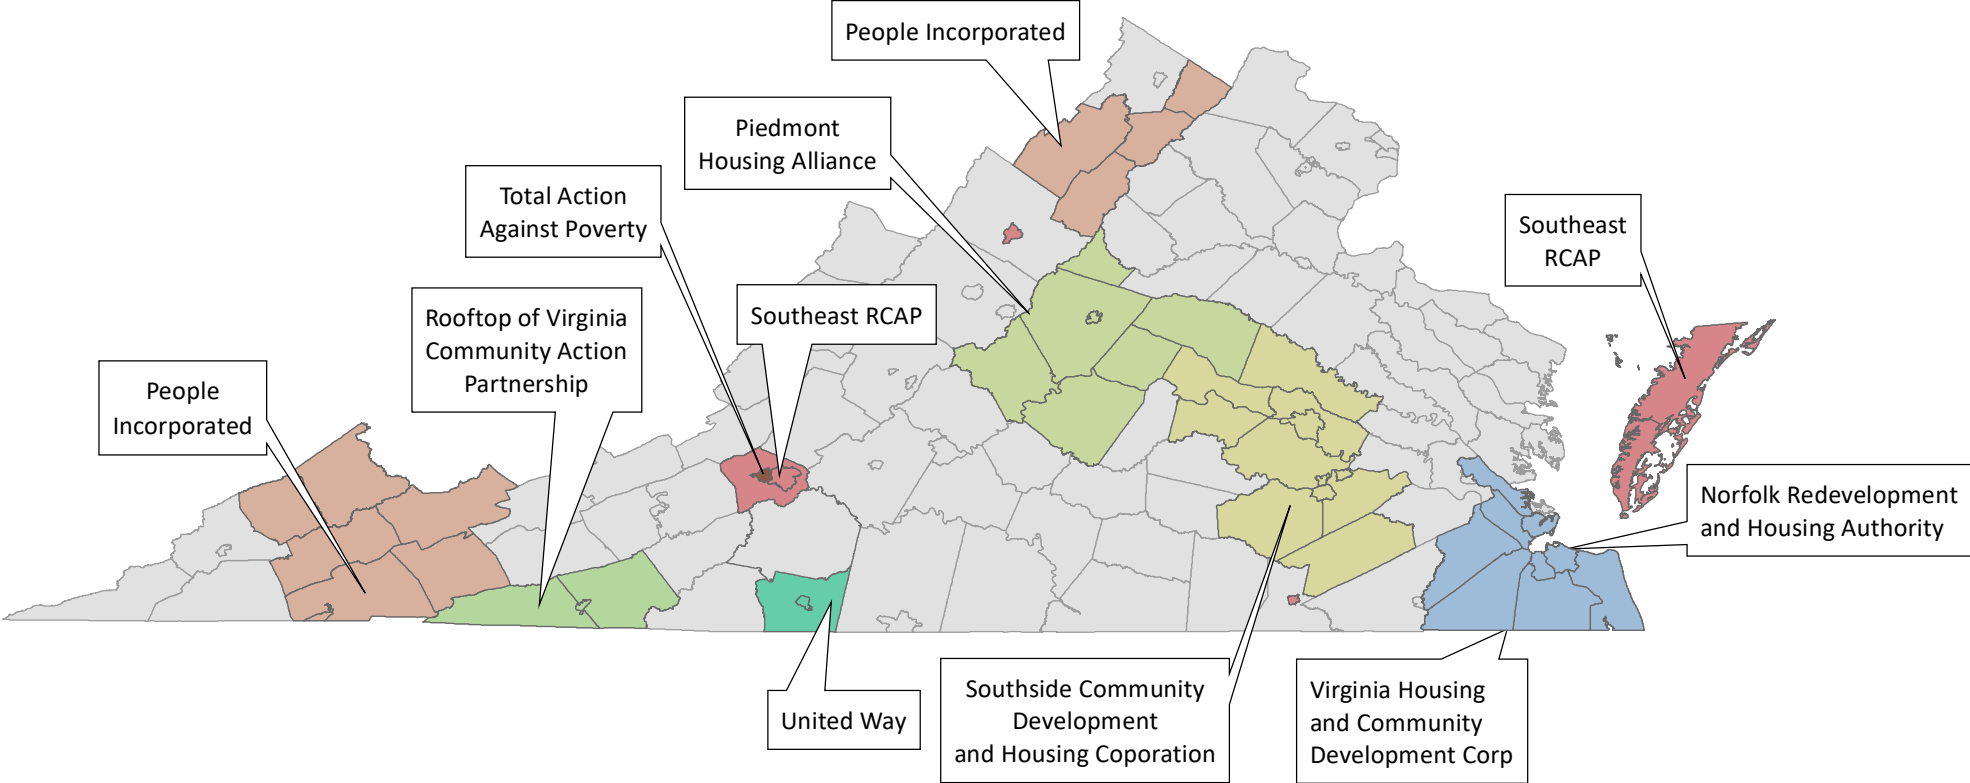 People Incorporated
Piedmont
Housing Alliance
Total Action
Against Poverty
Southeast
RCAP
Rooftop of Virginia
Community Action
Partnership
Southeast RCAP
People
Incorporated
Norfolk Redevelopment
and Housing Authority
United Way
Southside Community
Development
and Housing Coporation
Virginia Housing
and Community
Development Corp